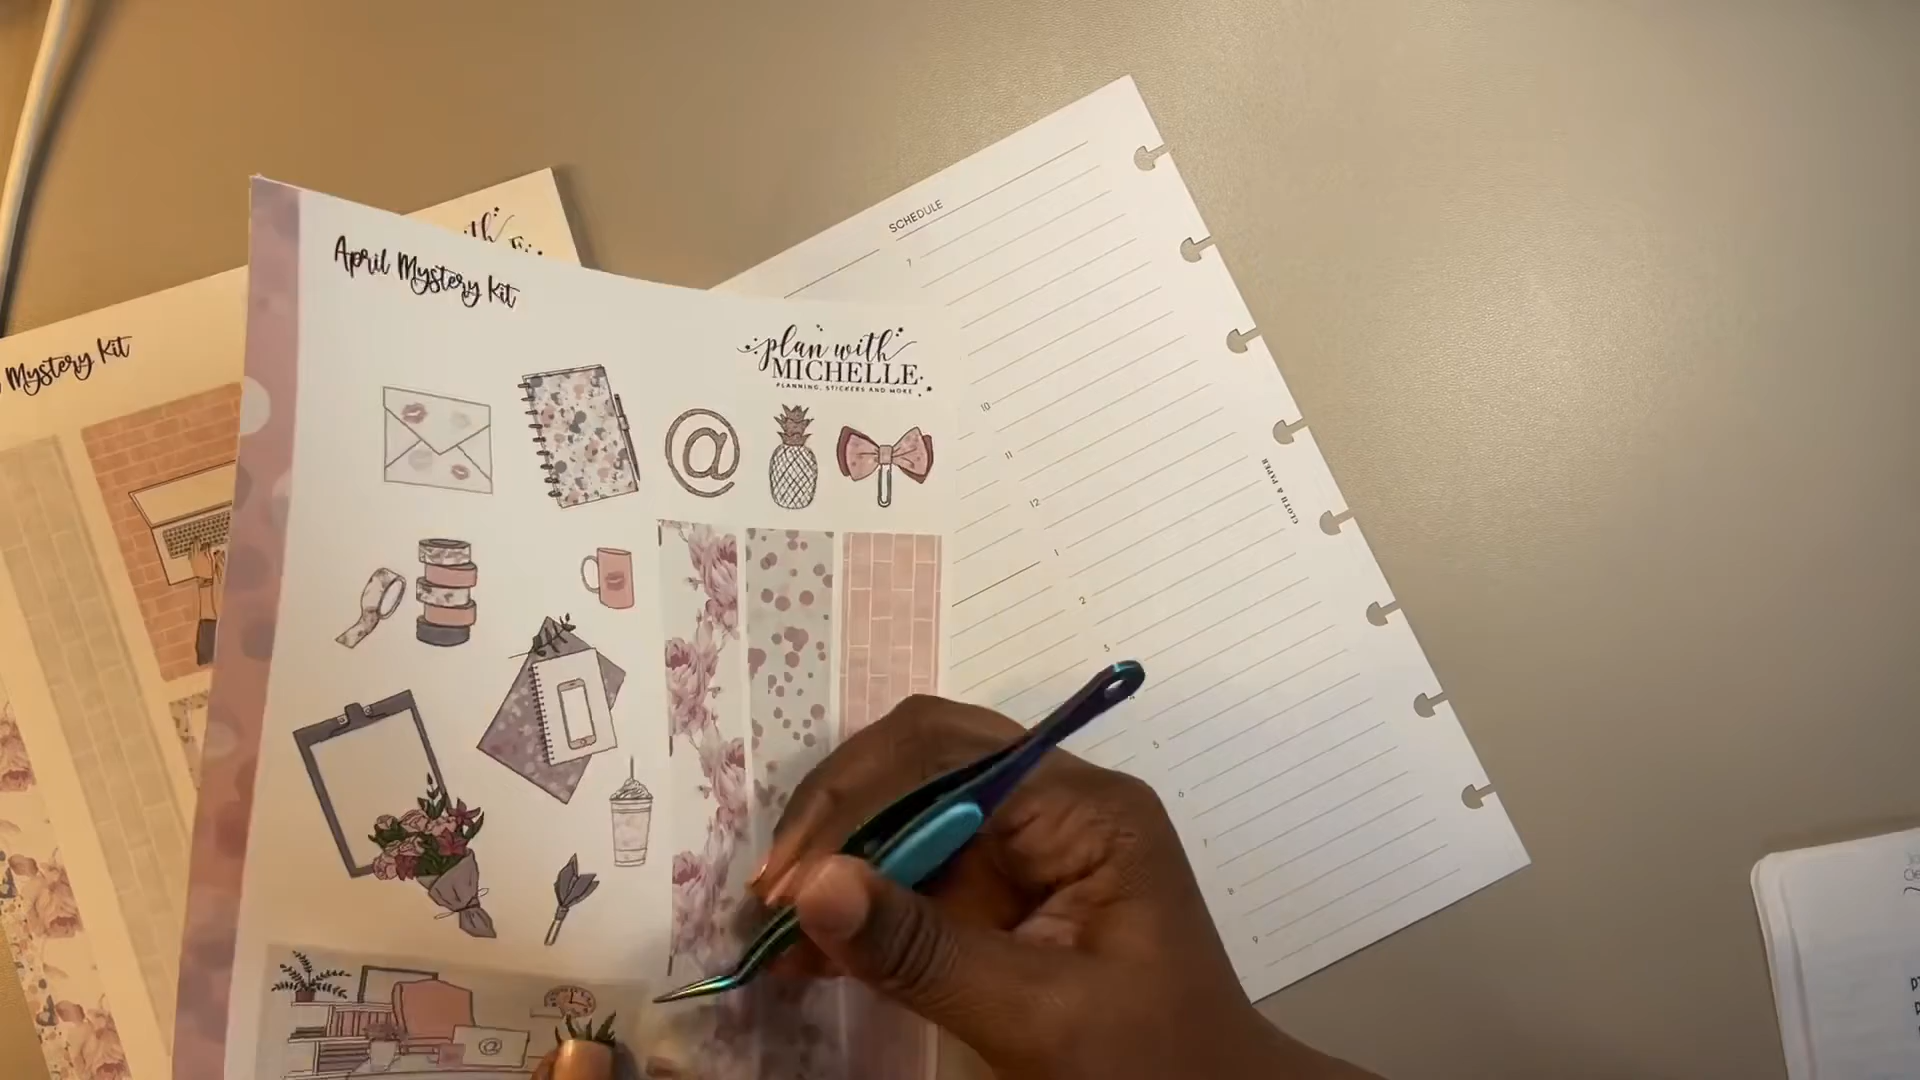 April Mystery Kit
plan with
MICHELLE
PLANNING, STICKERS AND MORE
@
Mystery Kit
@
SCHEDULE
7
10
11
12
1
2
3
5
6
7
8
9
CLOTH & PAPER